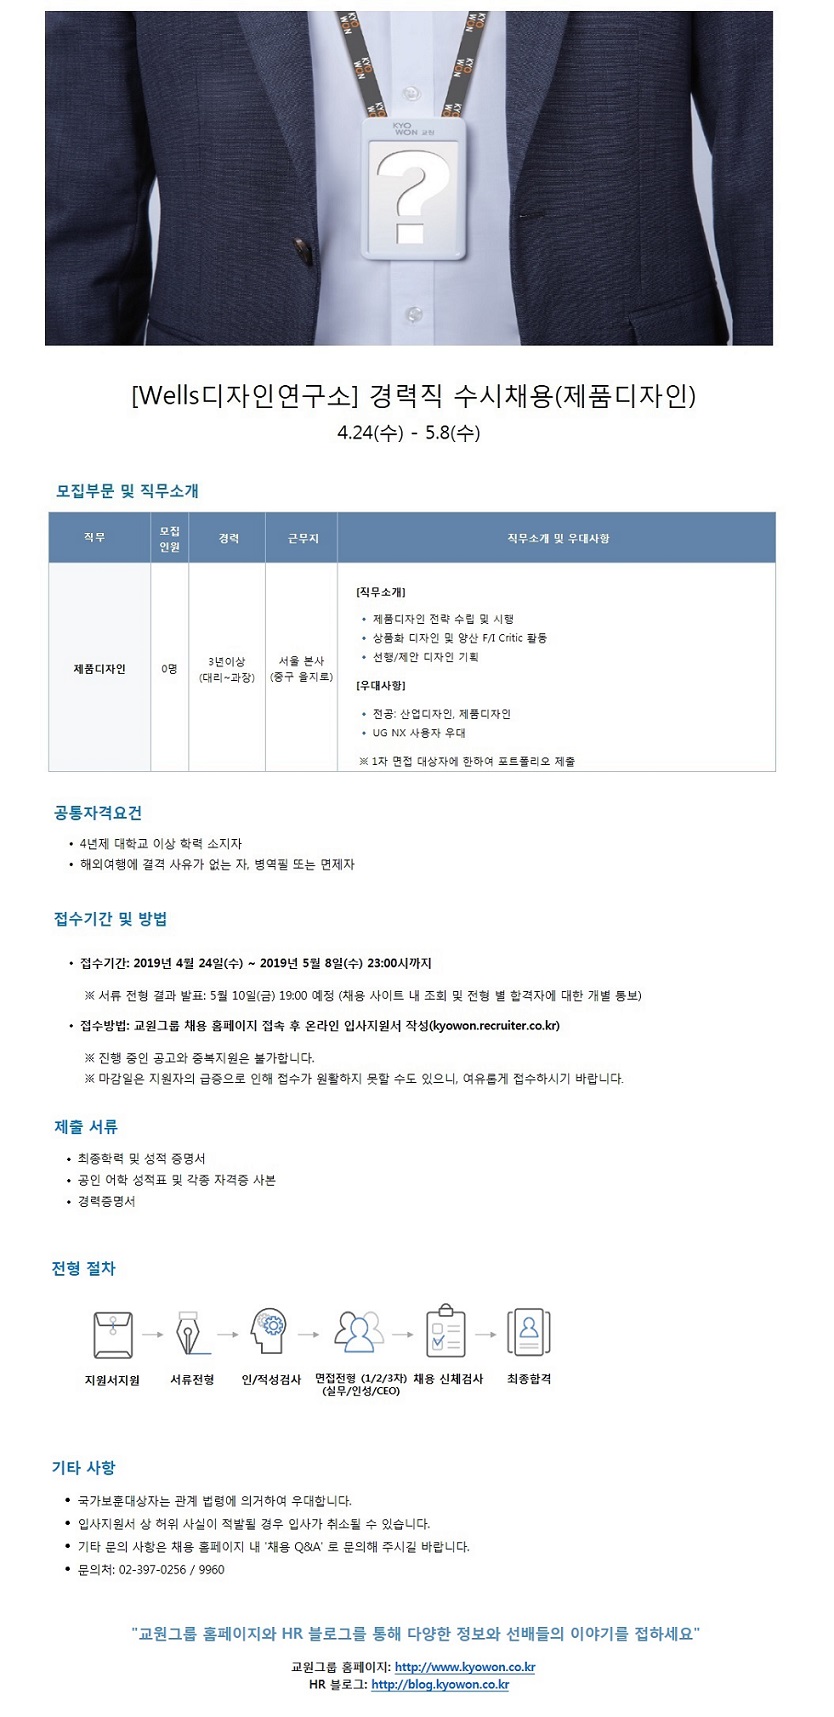 KYO
WON 교원
?
[Wells디자인연구소] 경력직 수시채용(제품디자인)
4.24(수) - 5.8(수)
모집부문 및 직무소개
직무
모집
인원
경력
근무지
직무소개 및 우대사항
제품디자인
0명
3년이상
(대리~과장)
서울 본사
(중구 을지로)
[직무소개]
• 제품디자인 전략 수립 및 시행
• 상품화 디자인 및 양산 F/I Critic 활동
• 선행/제안 디자인 기획
[우대사항]
• 전공: 산업디자인, 제품디자인
• UG NX 사용자 우대
※ 1차 면접 대상자에 한하여 포트폴리오 제출
공통자격요건
• 4년제 대학교 이상 학력 소지자
• 해외여행에 결격 사유가 없는 자, 병역필 또는 면제자
접수기간 및 방법
• 접수기간: 2019년 4월 24일(수) ~ 2019년 5월 8일(수) 23:00시까지
※ 서류 전형 결과 발표: 5월 10일(금) 19:00 예정 (채용 사이트 내 조회 및 전형 별 합격자에 대한 개별 통보)
• 접수방법: 교원그룹 채용 홈페이지 접속 후 온라인 입사지원서 작성(kyowon.recruiter.co.kr)
※ 진행 중인 공고와 중복지원은 불가합니다.
※ 마감일은 지원자의 급증으로 인해 접수가 원활하지 못할 수도 있으니, 여유롭게 접수하시기 바랍니다.
제출 서류
• 최종학력 및 성적 증명서
• 공인 어학 성적표 및 각종 자격증 사본
• 경력증명서
전형 절차
지원서지원
서류전형
인/적성검사
면접전형 (1/2/3차)
(실무/인성/CEO)
채용 신체검사
최종합격
기타 사항
• 국가보훈대상자는 관계 법령에 의거하여 우대합니다.
• 입사지원서 상 허위 사실이 적발될 경우 입사가 취소될 수 있습니다.
• 기타 문의 사항은 채용 홈페이지 내 '채용 Q&A' 로 문의해 주시길 바랍니다.
• 문의처: 02-397-0256 / 9960
"교원그룹 홈페이지와 HR 블로그를 통해 다양한 정보와 선배들의 이야기를 접하세요"
교원그룹 홈페이지: http://www.kyowon.co.kr
HR 블로그: http://blog.kyowon.co.kr